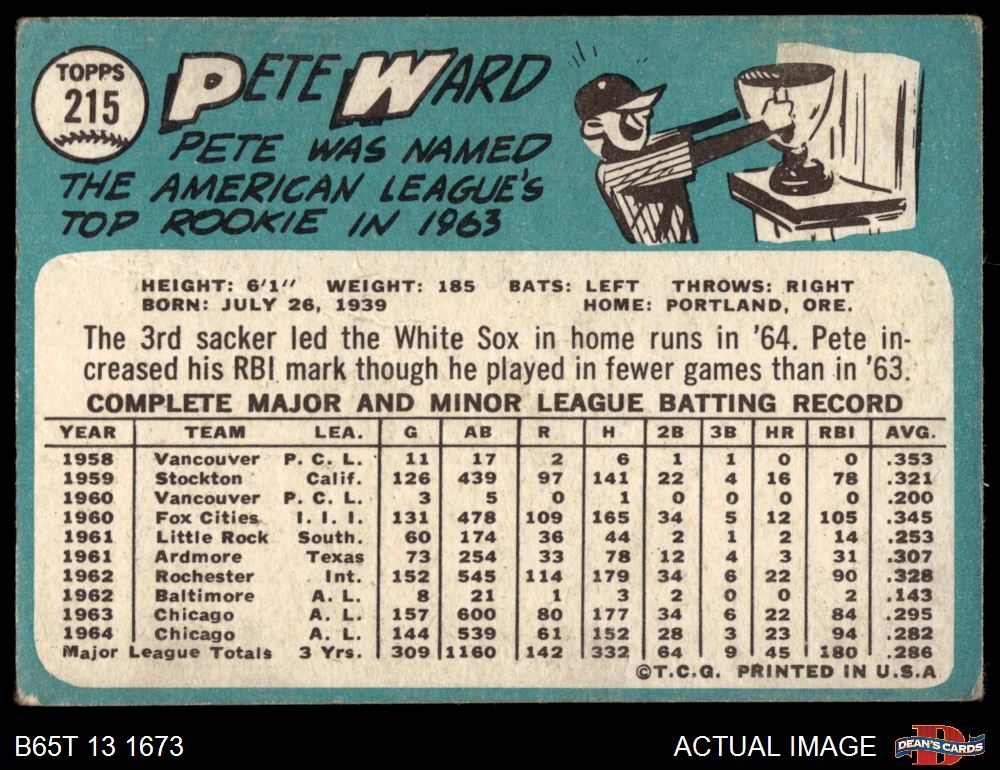 TOPPS
215
PETE WARD
PETE WAS NAMED
THE AMERICAN LEAGUE'S
TOP ROOKIE IN 1963
HEIGHT: 6'1" WEIGHT: 185 BATS: LEFT THROWS: RIGHT
BORN: JULY 26, 1939 HOME: PORTLAND, ORE.
The 3rd sacker led the White Sox in home runs in '64. Pete in-
creased his RBI mark though he played in fewer games than in '63.
COMPLETE MAJOR AND MINOR LEAGUE BATTING RECORD
YEAR TEAM LEA. G AB R H 2B 3B HR RBI AVG.
1958 Vancouver P. C. L. 11 17 2 6 1 1 0 0 .353
1959 Stockton Calif. 126 439 97 141 22 4 16 78 .321
1960 Vancouver P. C. L. 3 5 0 1 0 0 0 0 .200
1960 Fox Cities I. I. I. 131 478 109 165 34 5 12 105 .345
1961 Little Rock South. 60 174 36 44 2 1 2 14 .253
1961 Ardmore Texas 73 254 33 78 12 4 3 31 .307
1962 Rochester Int. 152 545 114 179 34 6 22 90 .328
1962 Baltimore A. L. 8 21 1 3 2 0 0 2 .143
1963 Chicago A. L. 157 600 80 177 34 6 22 84 .295
1964 Chicago A. L. 144 539 61 152 28 3 23 94 .282
Major League Totals 3 Yrs. 309 1160 142 332 64 9 45 180 .286
©T.C.G. PRINTED IN U.S.A
B65T 13 1673
ACTUAL IMAGE
D
DEAN'S CARDS